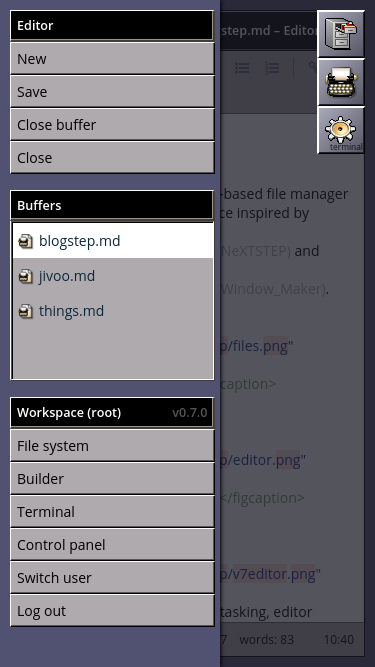 Editor
New
Save
Close buffer
Close
Buffers
blogstep.md
jivoo.md
things.md
Workspace (root) v0.7.0
File system
Builder
Terminal
Control panel
Switch user
Log out
step.md – Editor
terminal
-based file manager
ce inspired by
NeXTSTEP) and
Window_Maker).
p/files.png"
caption>
p/editor.png"
</figcaption>
p/v7editor.png"
tasking, editor
7 words: 83 10:40